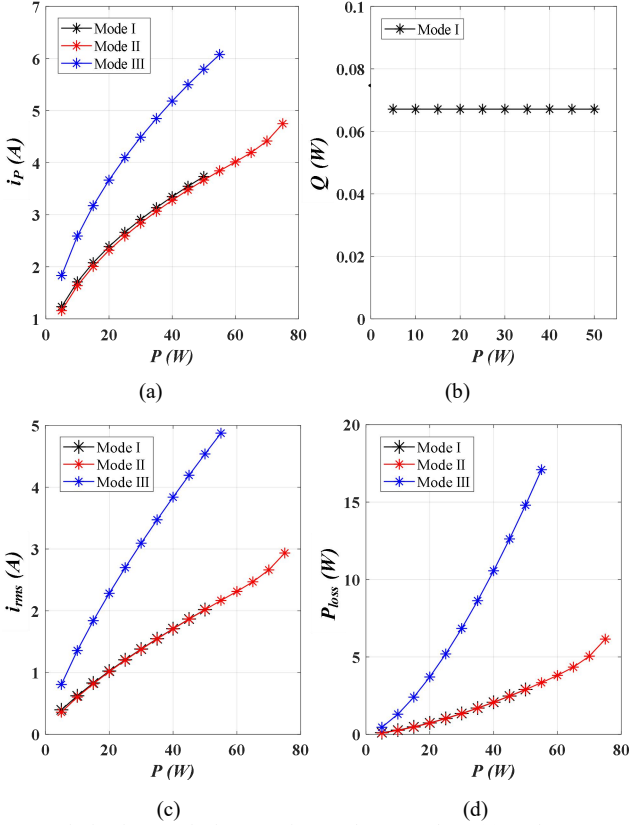 7
6
5
4
3
2
1
0
20
40
60
80
i_P (A)
P (W)
Mode I
Mode II
Mode III
(a)
0.1
0.08
0.06
0.04
0.02
0
0
10
20
30
40
50
Q (W)
P (W)
Mode I
(b)
5
4
3
2
1
0
0
20
40
60
80
i_rms (A)
P (W)
Mode I
Mode II
Mode III
(c)
20
15
10
5
0
0
20
40
60
80
P_loss (W)
P (W)
Mode I
Mode II
Mode III
(d)